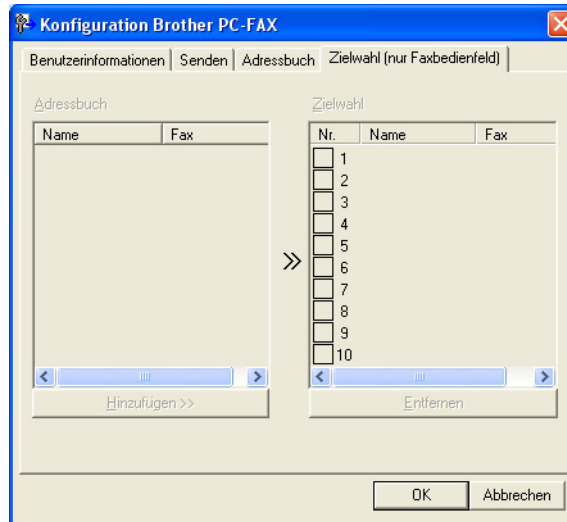 Konfiguration Brother PC-FAX
Benutzerinformationen Senden Adressbuch Zielwahl (nur Faxbedienfeld)
Adressbuch Zielwahl
Name Fax Nr. Name Fax
1
2
3
4
5
6
7
8
9
10
>>
Hinzufügen >> Entfernen
OK Abbrechen